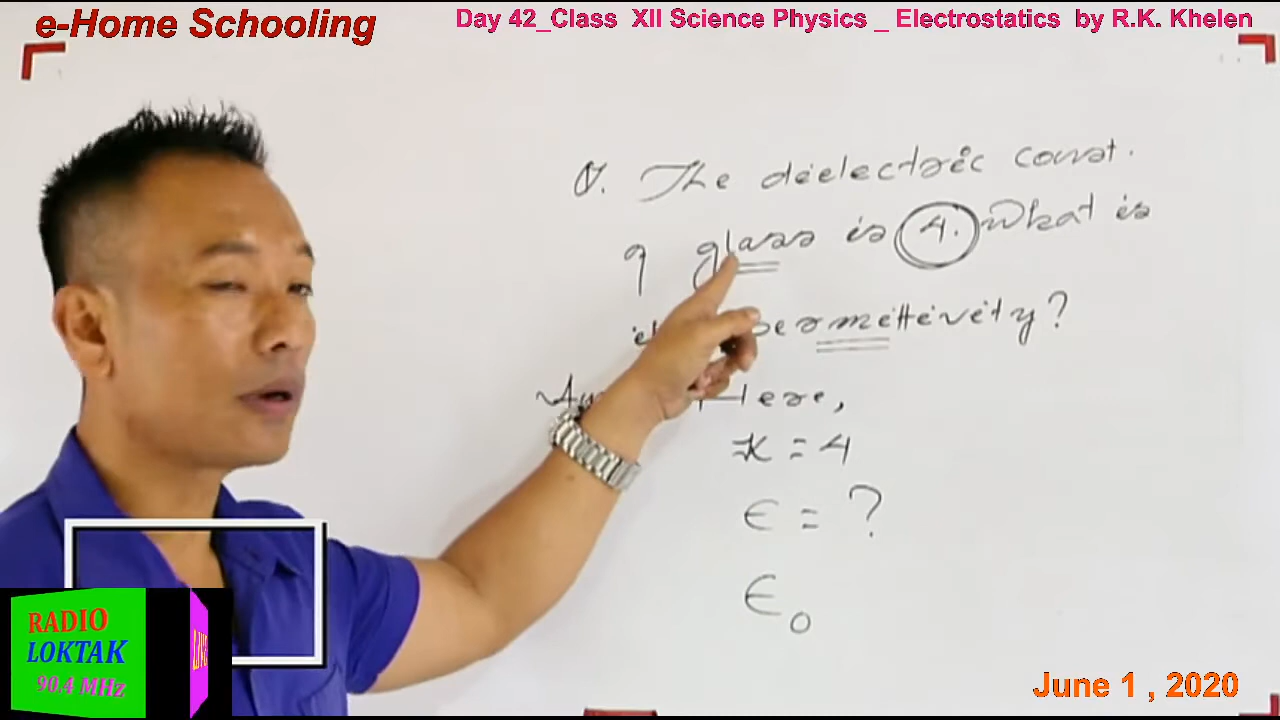 e-Home Schooling
Day 42_Class XII Science Physics _ Electrostatics by R.K. Khelen
Q. The dielectric const.
of glass is 4. What is
permittivity?
Here,
K = 4
ϵ = ?
ϵ₀
RADIO
LOKTAK
90.4 MHz
LIVE
June 1 , 2020